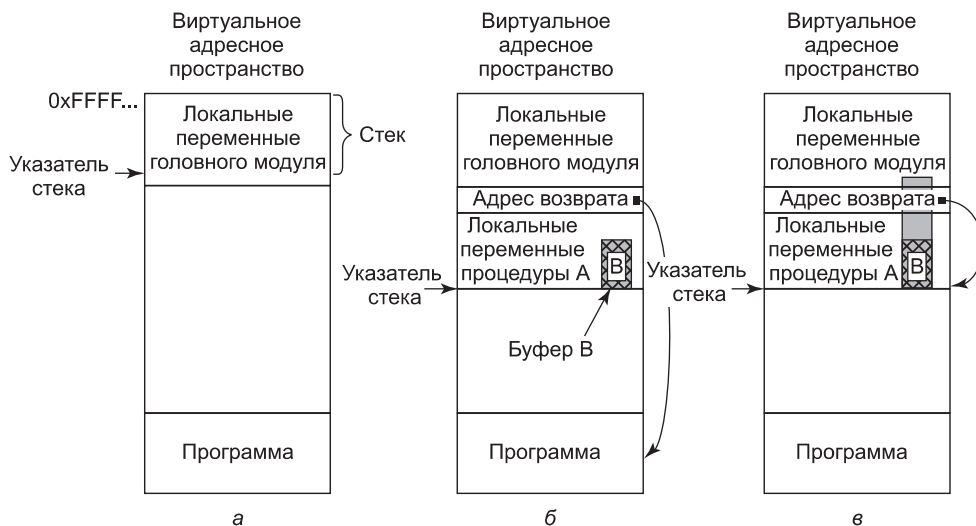 Виртуальное
адресное
пространство
0xFFFF...
Локальные
переменные
головного модуля
Стек
Указатель
стека
Программа
а
Виртуальное
адресное
пространство
Локальные
переменные
головного модуля
Адрес возврата
Локальные
переменные
процедуры А
B
Указатель
стека
Буфер B
Программа
б
Виртуальное
адресное
пространство
Локальные
переменные
головного модуля
Адрес возврата
Локальные
переменные
процедуры А
B
Указатель
стека
Программа
в